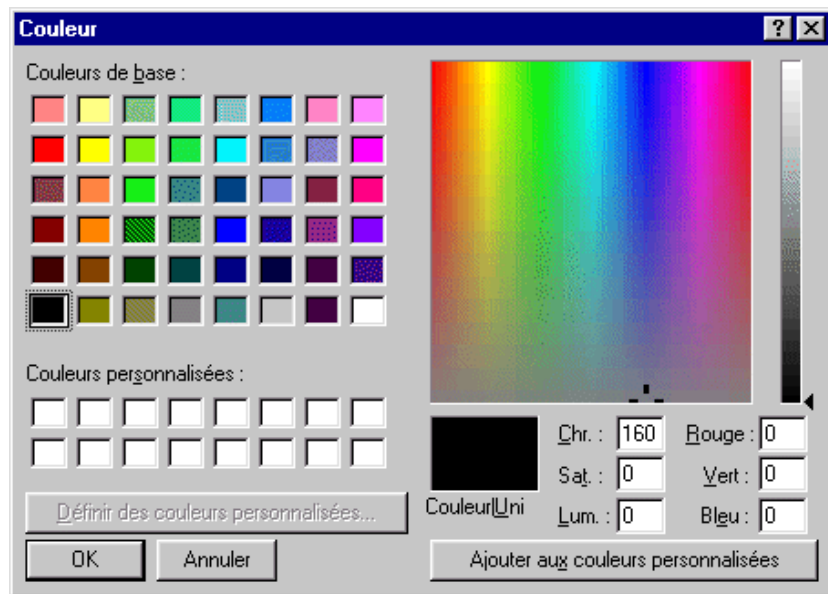 Couleur
Couleurs de base :
Couleurs personnalisées :
Définir des couleurs personnalisées...
OK
Annuler
Couleur|Uni
Chr. : 160
Sat. : 0
Lum. : 0
Rouge : 0
Vert : 0
Bleu : 0
Ajouter aux couleurs personnalisées